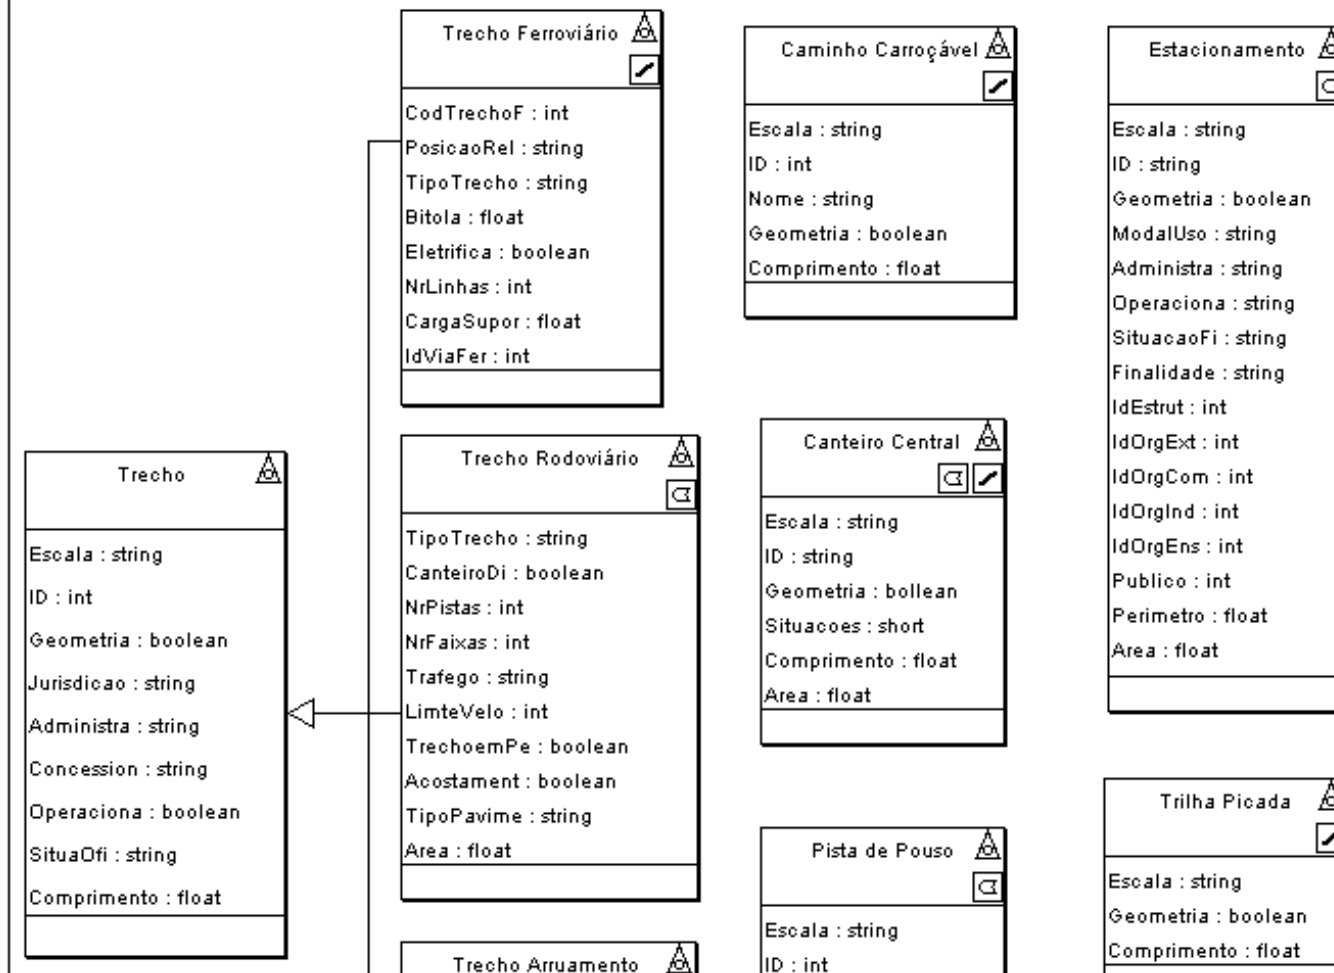 Trecho Ferroviário
CodTrechoF : int
PosicaoRel : string
TipoTrecho : string
Bitola : float
Eletrifica : boolean
NrLinhas : int
CargaSupor : float
IdViaFer : int
Caminho Carroçável
Escala : string
ID : int
Nome : string
Geometria : boolean
Comprimento : float
Estacionamento
Escala : string
ID : string
Geometria : boolean
ModalUso : string
Administra : string
Operaciona : string
SituacaoFi : string
Finalidade : string
IdEstrut : int
IdOrgExt : int
IdOrgCom : int
IdOrgInd : int
IdOrgEns : int
Publico : int
Perimetro : float
Area : float
Trecho
Escala : string
ID : int
Geometria : boolean
Jurisdicao : string
Administra : string
Concession : string
Operaciona : boolean
SituaOfi : string
Comprimento : float
Trecho Rodoviário
TipoTrecho : string
CanteiroDi : boolean
NrPistas : int
NrFaixas : int
Trafego : string
LimteVelo : int
TrechoemPe : boolean
Acostament : boolean
TipoPavime : string
Area : float
Canteiro Central
Escala : string
ID : string
Geometria : bollean
Situacoes : short
Comprimento : float
Area : float
Trecho Arruamento
Pista de Pouso
Escala : string
ID : int
Trilha Picada
Escala : string
Geometria : boolean
Comprimento : float